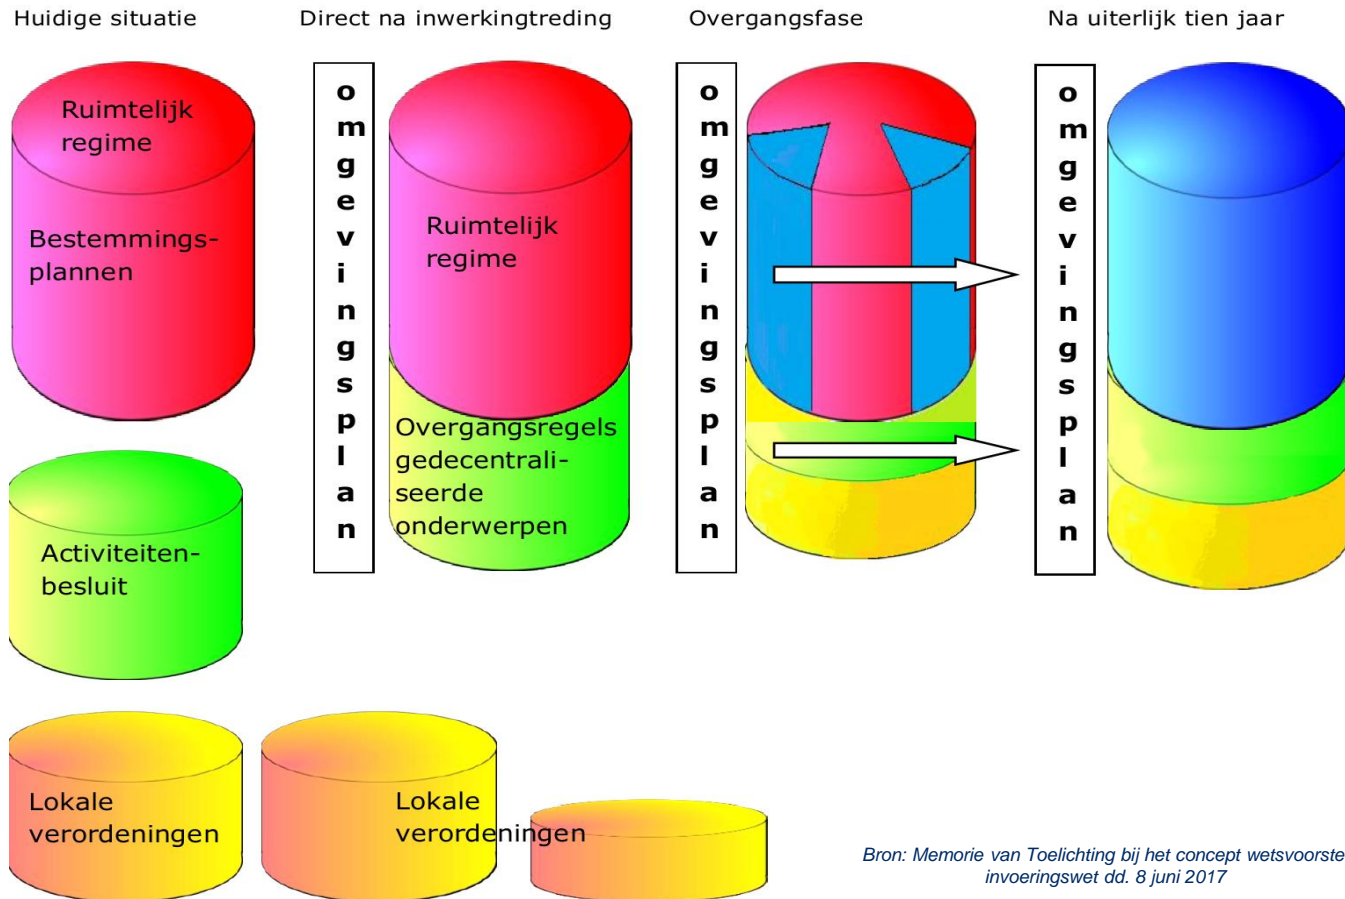 Huidige situatie
Direct na inwerkingtreding
Overgangsfase
Na uiterlijk tien jaar
Ruimtelijk
regime
Bestemmings-
plannen
Activiteiten-
besluit
Lokale
verordeningen
omgevingsplan
Ruimtelijk
regime
Overgangsregels
gedecentrali-
seerde
onderwerpen
Lokale
verordeningen
omgevingsplan
omgevingsplan
Bron: Memorie van Toelichting bij het concept wetsvoorste
invoeringswet dd. 8 juni 2017